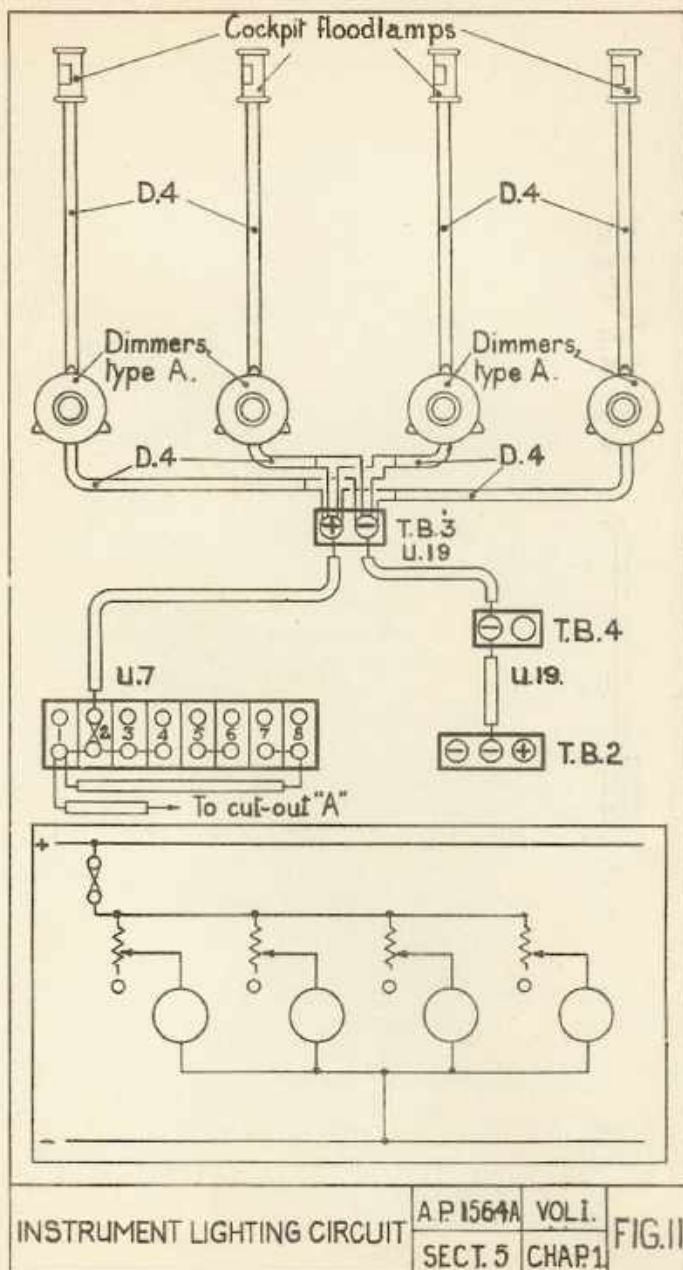 Cockpit floodlamps
D.4 D.4
Dimmers, type A. Dimmers, type A.
D.4 D.4
+ −
T.B.3
U.19
− T.B.4
U.7 U.19.
1 2 3 4 5 6 7 8
− − + T.B.2
To cut-out "A"
+
−
INSTRUMENT LIGHTING CIRCUIT
A.P.1564A VOL I.
SECT. 5 CHAP.1
FIG.11